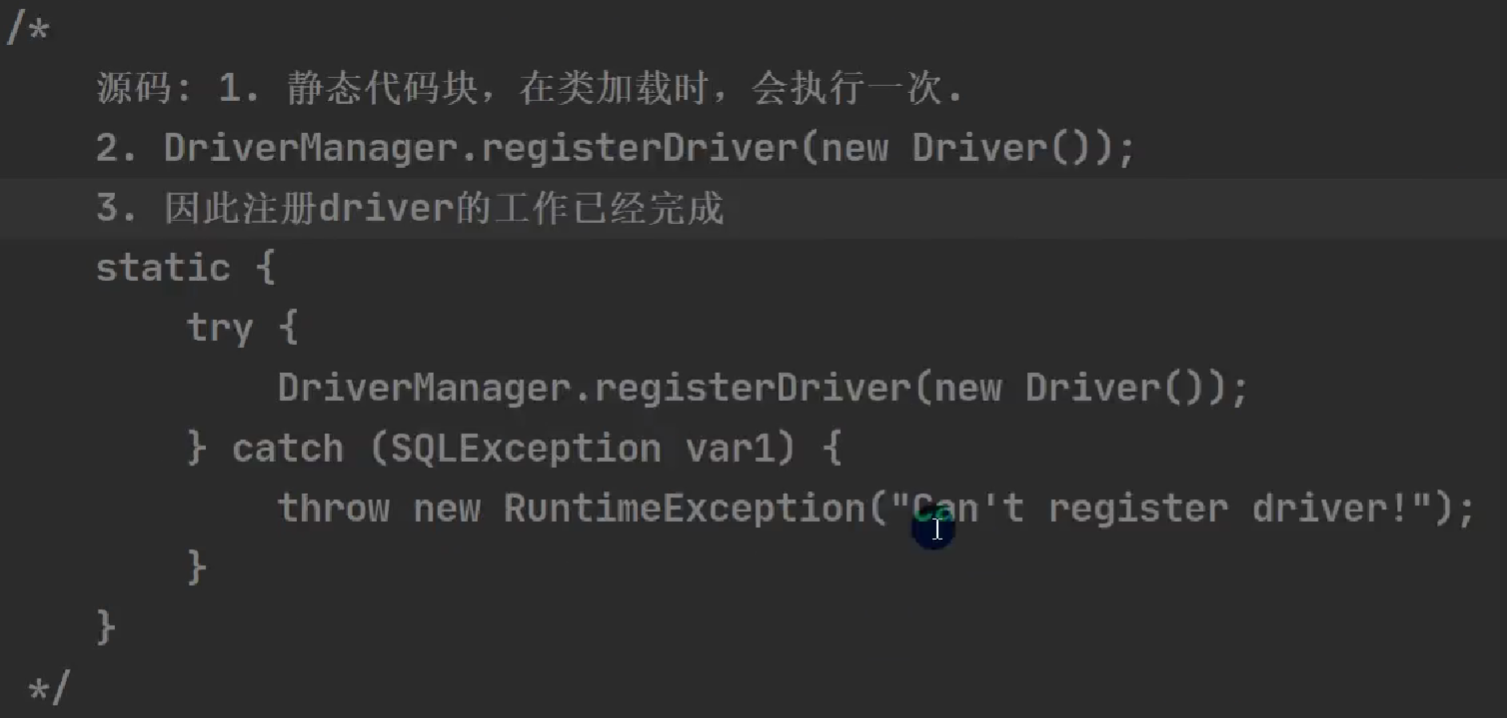 /*
源码: 1. 静态代码块，在类加载时，会执行一次.
2. DriverManager.registerDriver(new Driver());
3. 因此注册driver的工作已经完成
static {
try {
DriverManager.registerDriver(new Driver());
} catch (SQLException var1) {
throw new RuntimeException("Can't register driver!");
}
}
*/